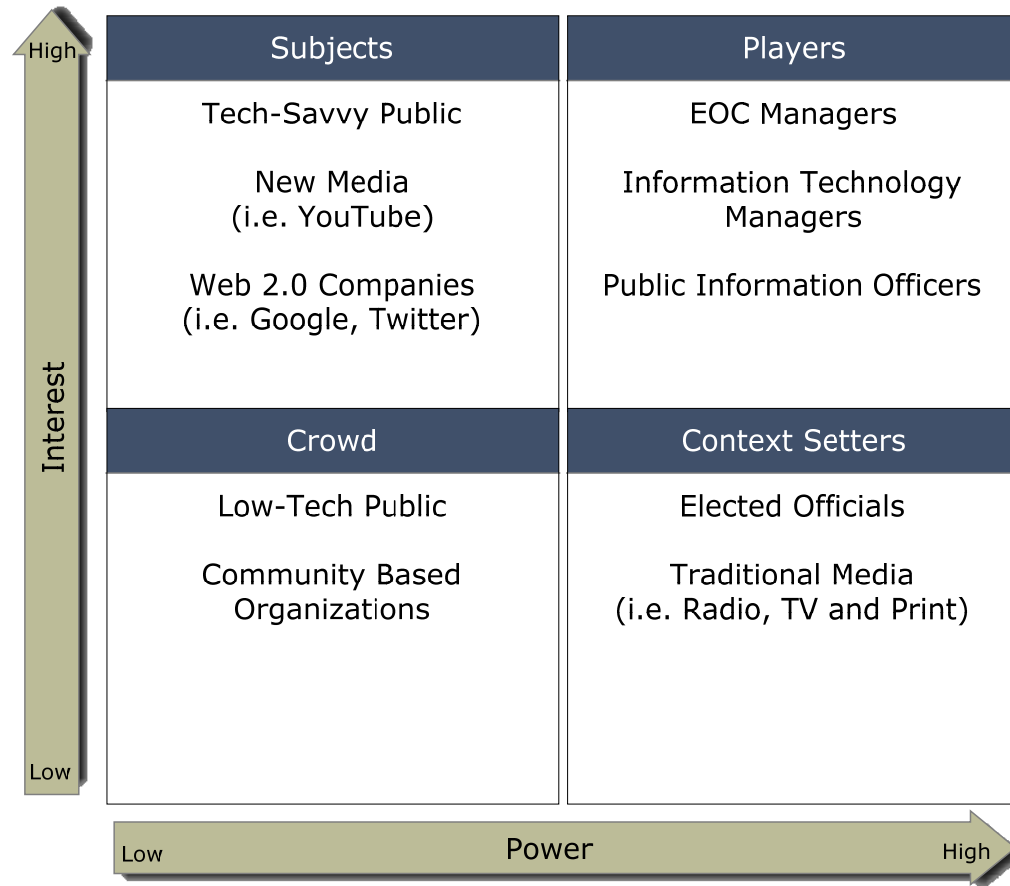 High
Subjects
Tech-Savvy Public
New Media
(i.e. YouTube)
Web 2.0 Companies
(i.e. Google, Twitter)
Players
EOC Managers
Information Technology
Managers
Public Information Officers
Interest
Crowd
Low-Tech Public
Community Based
Organizations
Context Setters
Elected Officials
Traditional Media
(i.e. Radio, TV and Print)
Low
Low
Power
High